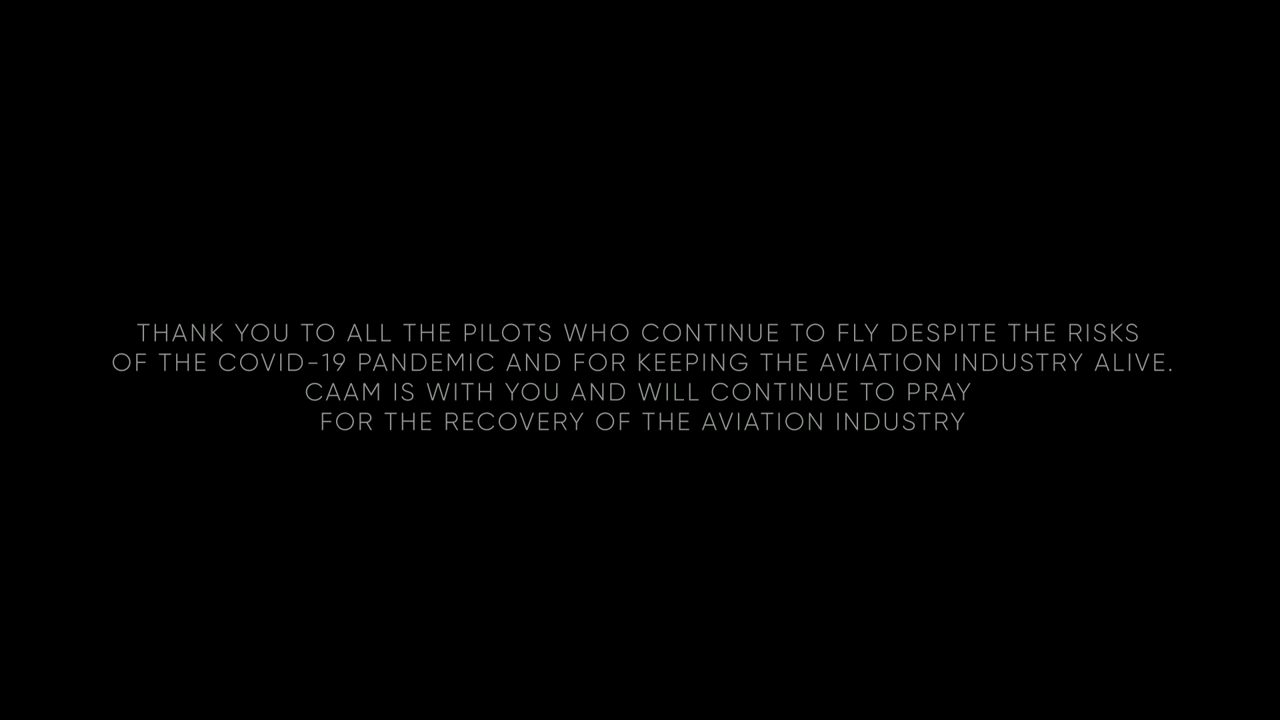 THANK YOU TO ALL THE PILOTS WHO CONTINUE TO FLY DESPITE THE RISKS
OF THE COVID-19 PANDEMIC AND FOR KEEPING THE AVIATION INDUSTRY ALIVE.
CAAM IS WITH YOU AND WILL CONTINUE TO PRAY
FOR THE RECOVERY OF THE AVIATION INDUSTRY